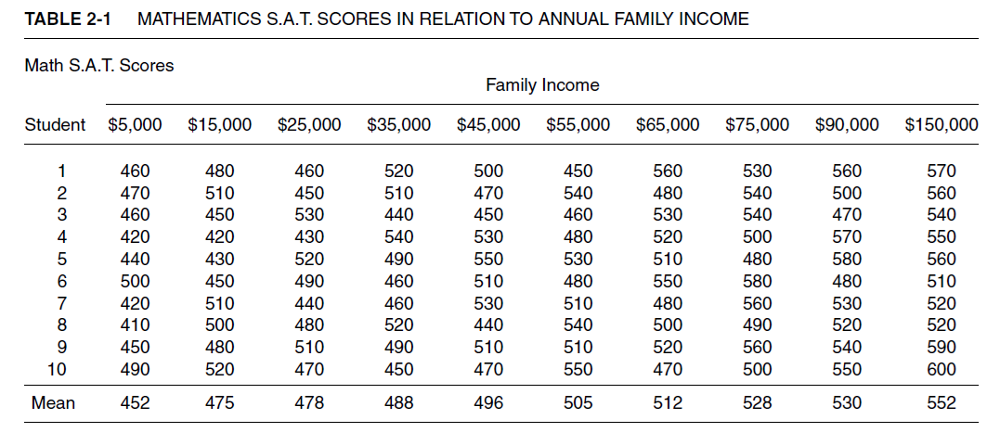 TABLE 2-1 MATHEMATICS S.A.T. SCORES IN RELATION TO ANNUAL FAMILY INCOME
Math S.A.T. Scores
Family Income
Student $5,000 $15,000 $25,000 $35,000 $45,000 $55,000 $65,000 $75,000 $90,000 $150,000
1 460 480 460 520 500 450 560 530 560 570
2 470 510 450 510 470 540 480 540 500 560
3 460 450 530 440 450 460 530 540 470 540
4 420 420 430 540 530 480 520 500 570 550
5 440 430 520 490 550 530 510 480 580 560
6 500 450 490 460 510 480 550 580 480 510
7 420 510 440 460 530 510 480 560 530 520
8 410 500 480 520 440 540 500 490 520 520
9 450 480 510 490 510 510 520 560 540 590
10 490 520 470 450 470 550 470 500 550 600
Mean 452 475 478 488 496 505 512 528 530 552